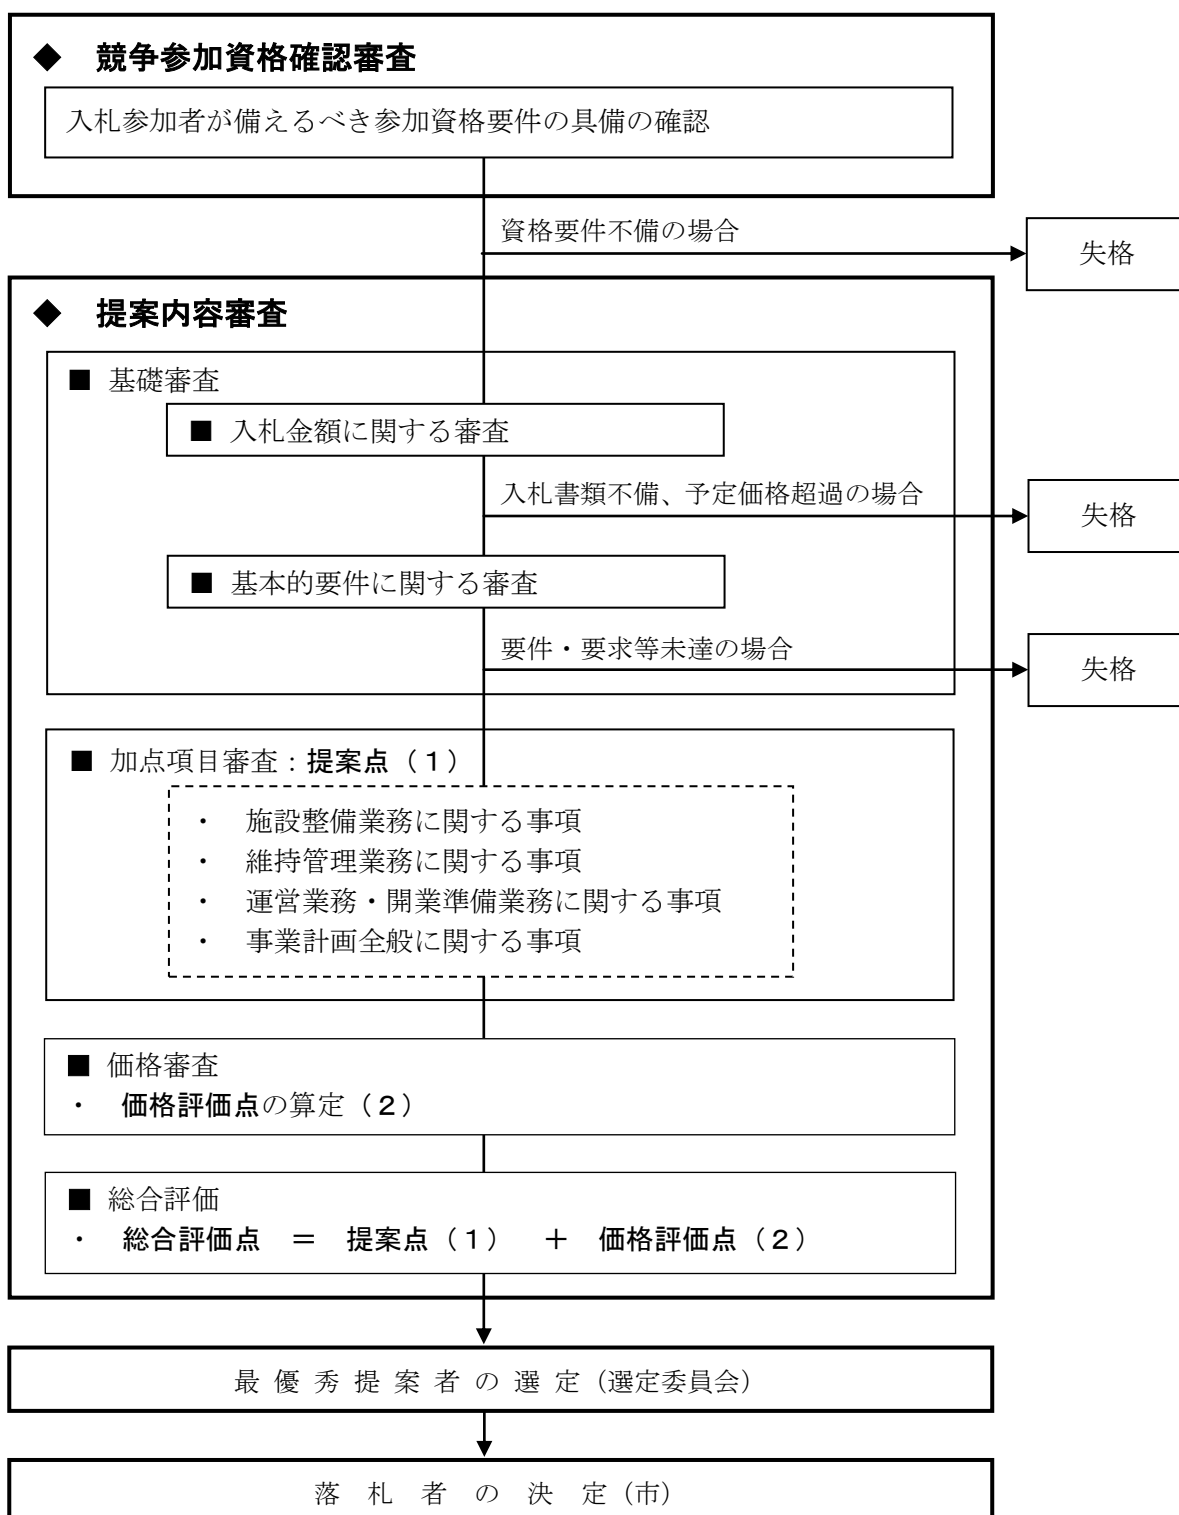 ◆ 競争参加資格確認審査
入札参加者が備えるべき参加資格要件の具備の確認
資格要件不備の場合
失格
◆ 提案内容審査
■ 基礎審査
■ 入札金額に関する審査
入札書類不備、予定価格超過の場合
失格
■ 基本的要件に関する審査
要件・要求等未達の場合
失格
■ 加点項目審査：提案点（１）
・ 施設整備業務に関する事項
・ 維持管理業務に関する事項
・ 運営業務・開業準備業務に関する事項
・ 事業計画全般に関する事項
■ 価格審査
・ 価格評価点の算定（２）
■ 総合評価
・ 総合評価点 ＝ 提案点（１） ＋ 価格評価点（２）
最優秀提案者の選定（選定委員会）
落札者の決定（市）